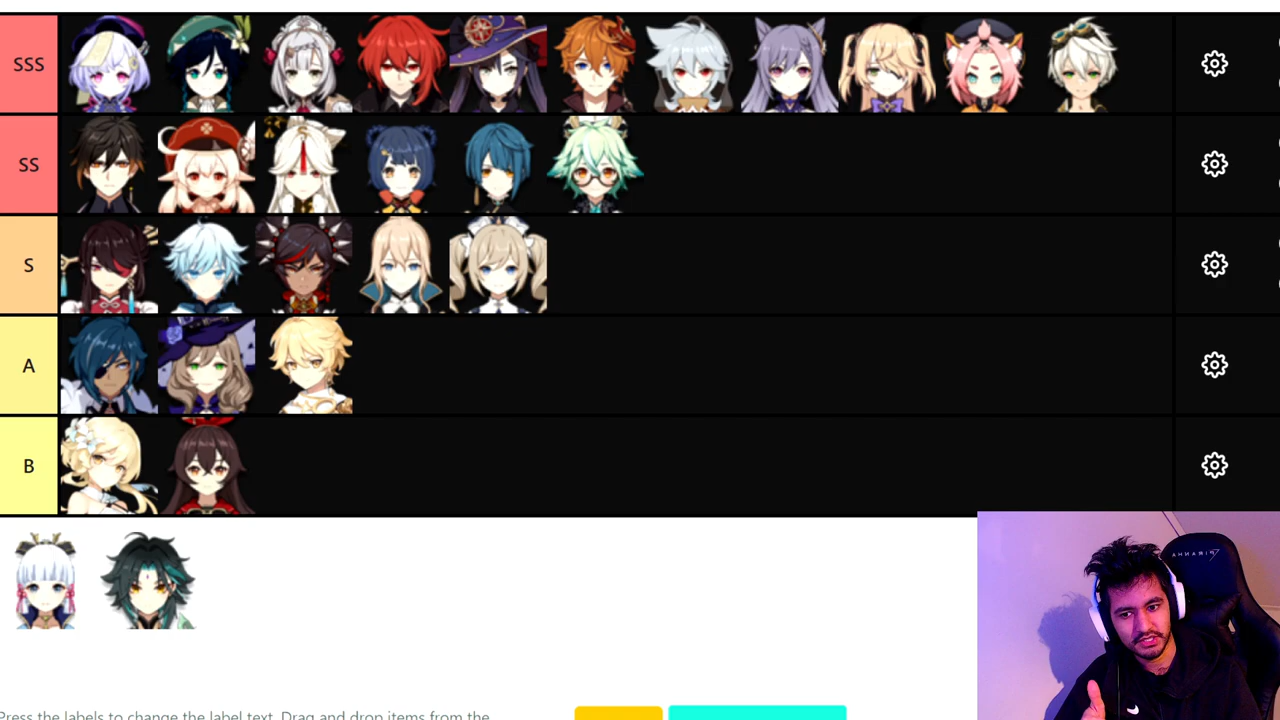 SSS
SS
S
A
B
Press the labels to change the label text. Drag and drop items from the